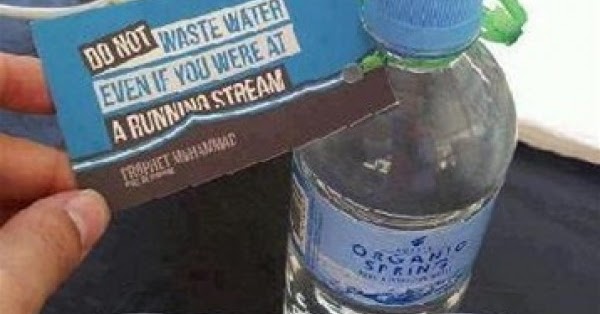 DO NOT WASTE WATER
EVEN IF YOU WERE AT
A RUNNING STREAM
PROPHET MUHAMMAD
ORGANIC
SPRING